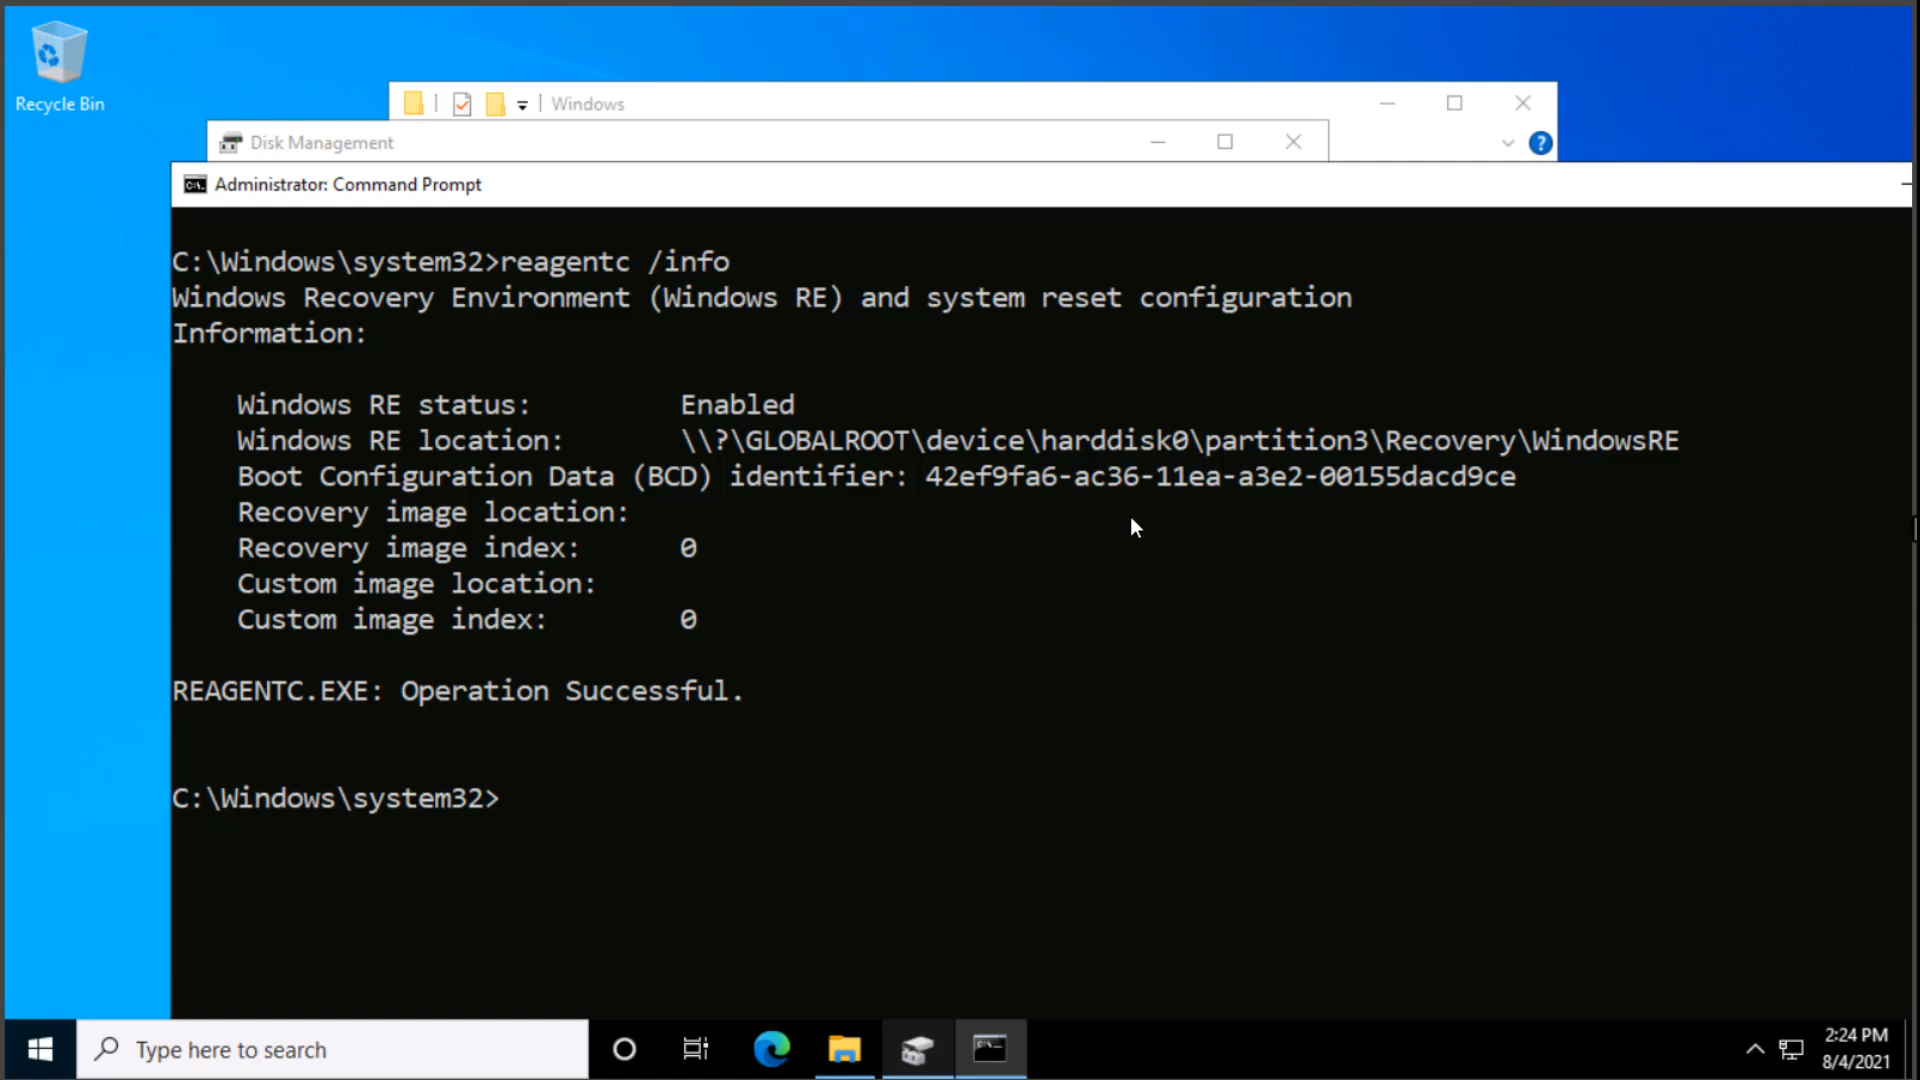 Recycle Bin
Windows
Disk Management
?
Administrator: Command Prompt
C:\Windows\system32>reagentc /info
Windows Recovery Environment (Windows RE) and system reset configuration
Information:
Windows RE status: Enabled
Windows RE location: \\?\GLOBALROOT\device\harddisk0\partition3\Recovery\WindowsRE
Boot Configuration Data (BCD) identifier: 42ef9fa6-ac36-11ea-a3e2-00155dacd9ce
Recovery image location:
Recovery image index: 0
Custom image location:
Custom image index: 0
REAGENTC.EXE: Operation Successful.
C:\Windows\system32>
Type here to search
2:24 PM
8/4/2021